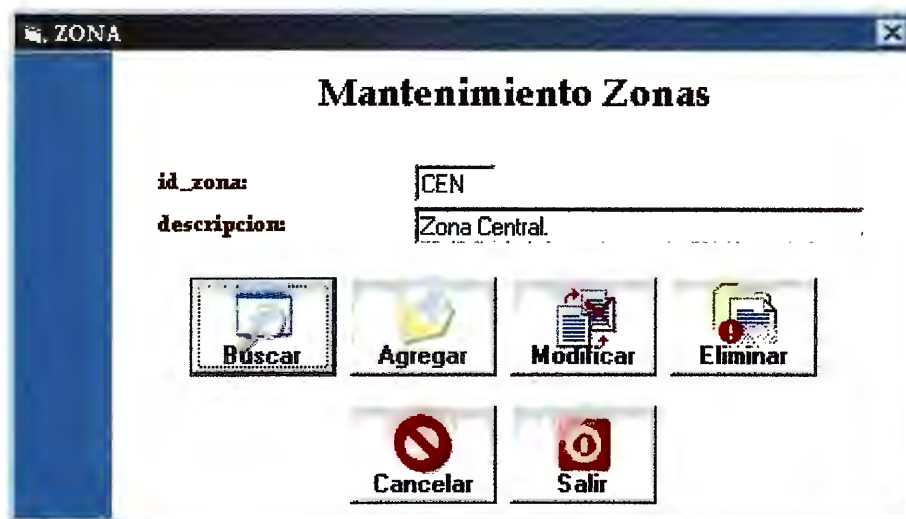 ZONA
Mantenimiento Zonas
id_zona:
CEN
descripcion:
Zona Central.
Buscar
Agregar
Modificar
Eliminar
Cancelar
Salir